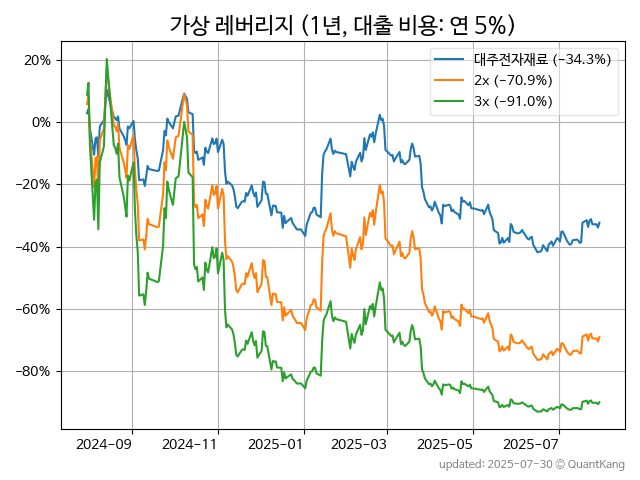 가상 레버리지 (1년, 대출 비용: 연 5%)
대주전자재료 (−34.3%)
2x (−70.9%)
3x (−91.0%)
20%
0%
−20%
−40%
−60%
−80%
2024-09 2024-11 2025-01 2025-03 2025-05 2025-07
updated: 2025-07-30 © QuantKang